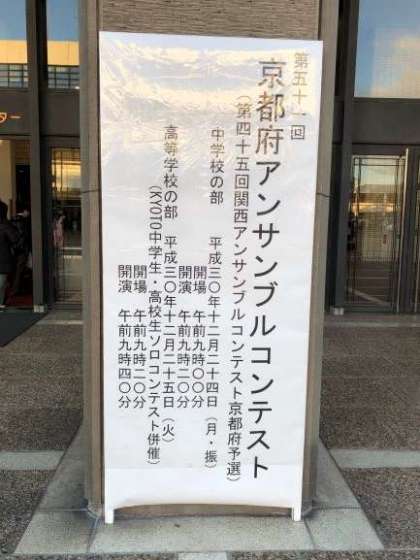 第五十一回
京都府アンサンブルコンテスト
(第四十五回関西アンサンブルコンテスト京都府予選)
中学校の部 平成三〇年十二月二十四日(月・振)
開場 午前九時〇〇分
開演 午前九時二〇分
高等学校の部 平成三〇年十二月二十五日(火)
(KYOTO中学生・高校生ソロコンテスト併催)
開場 午前九時二〇分
開演 午前九時四〇分
ター